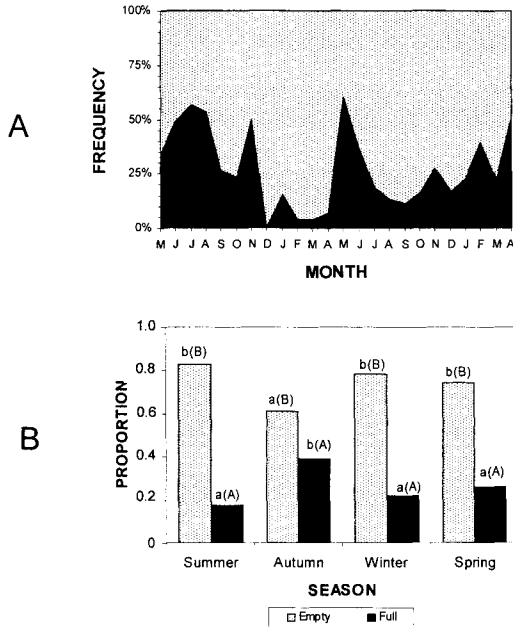 A
FREQUENCY
100%
75%
50%
25%
0%
M J J A S O N D J F M A M J J A S O N D J F M A
MONTH
B
PROPORTION
1.0
0.8
0.6
0.4
0.2
0
b(B) a(A) a(B) b(A) b(B) a(A) b(B) a(A)
Summer Autumn Winter Spring
SEASON
Empty Full